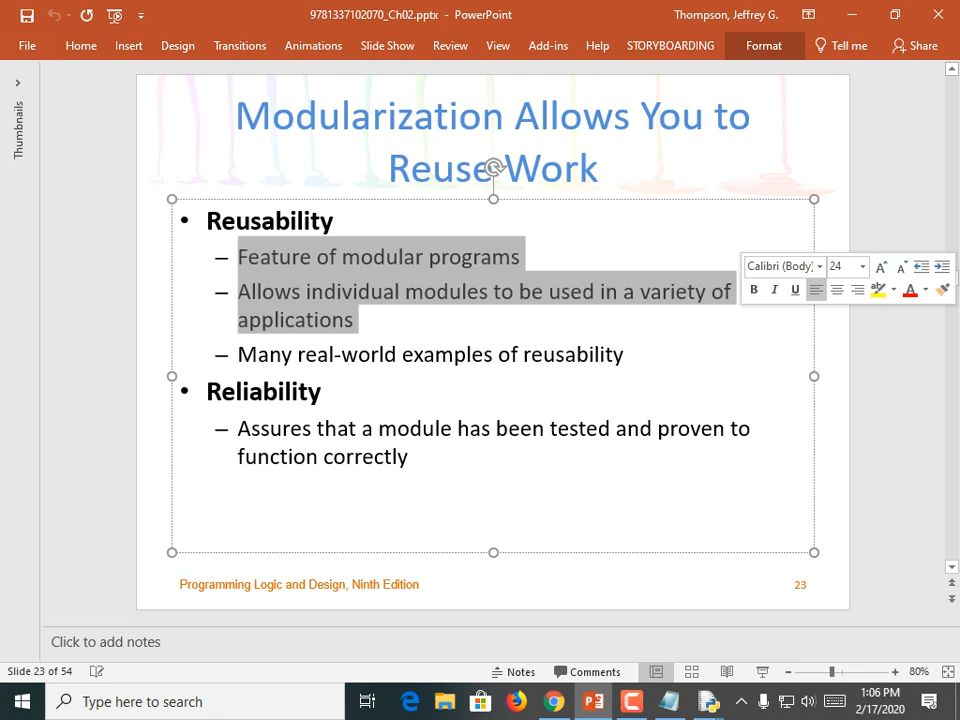 9781337102070_Ch02.pptx - PowerPoint
Thompson, Jeffrey G.
File Home Insert Design Transitions Animations Slide Show Review View Add-ins Help STORYBOARDING Format Tell me Share
Thumbnails
Modularization Allows You to
Reuse Work
• Reusability
– Feature of modular programs
– Allows individual modules to be used in a variety of
applications
– Many real-world examples of reusability
• Reliability
– Assures that a module has been tested and proven to
function correctly
Calibri (Body) 24 A A
B I U ab A
Programming Logic and Design, Ninth Edition
23
Click to add notes
Slide 23 of 54
Notes Comments
80%
Type here to search
1:06 PM
2/17/2020